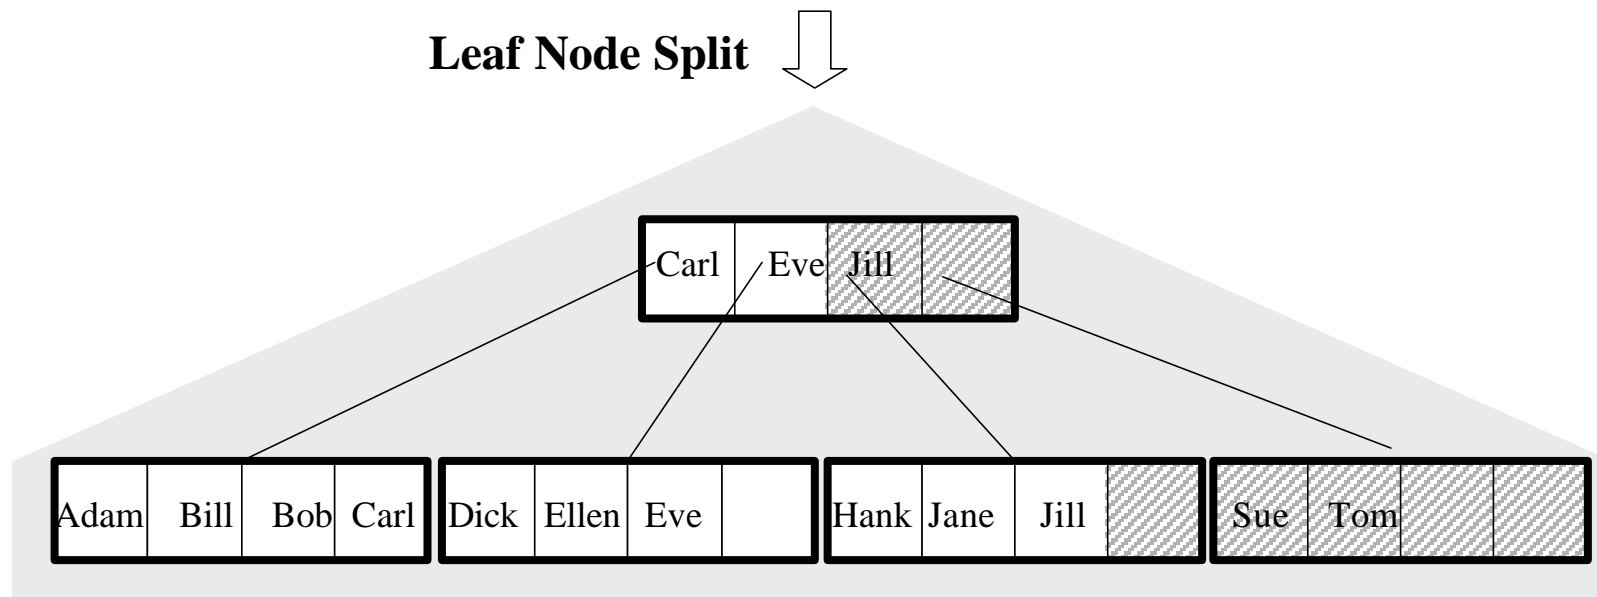 Leaf Node Split
Carl Eve Jill
Adam Bill Bob Carl Dick Ellen Eve Hank Jane Jill Sue Tom